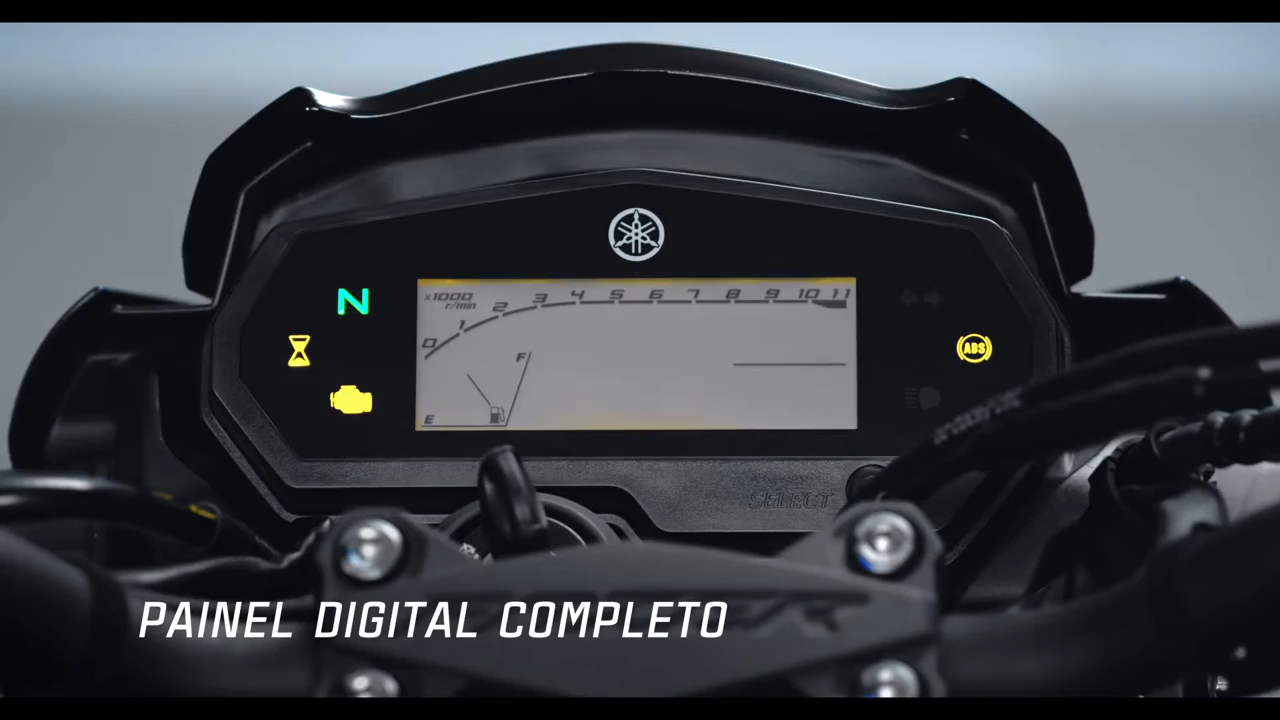 N
x1000
r/min
0 1 2 3 4 5 6 7 8 9 10 11
F
E
ABS
SELECT
PAINEL DIGITAL COMPLETO